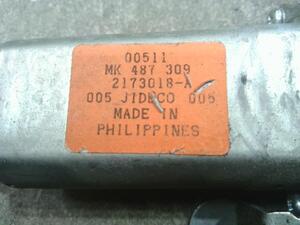 00511
MK 487 309
2173018-A
005 JIDECO 005
MADE IN
PHILIPPINES